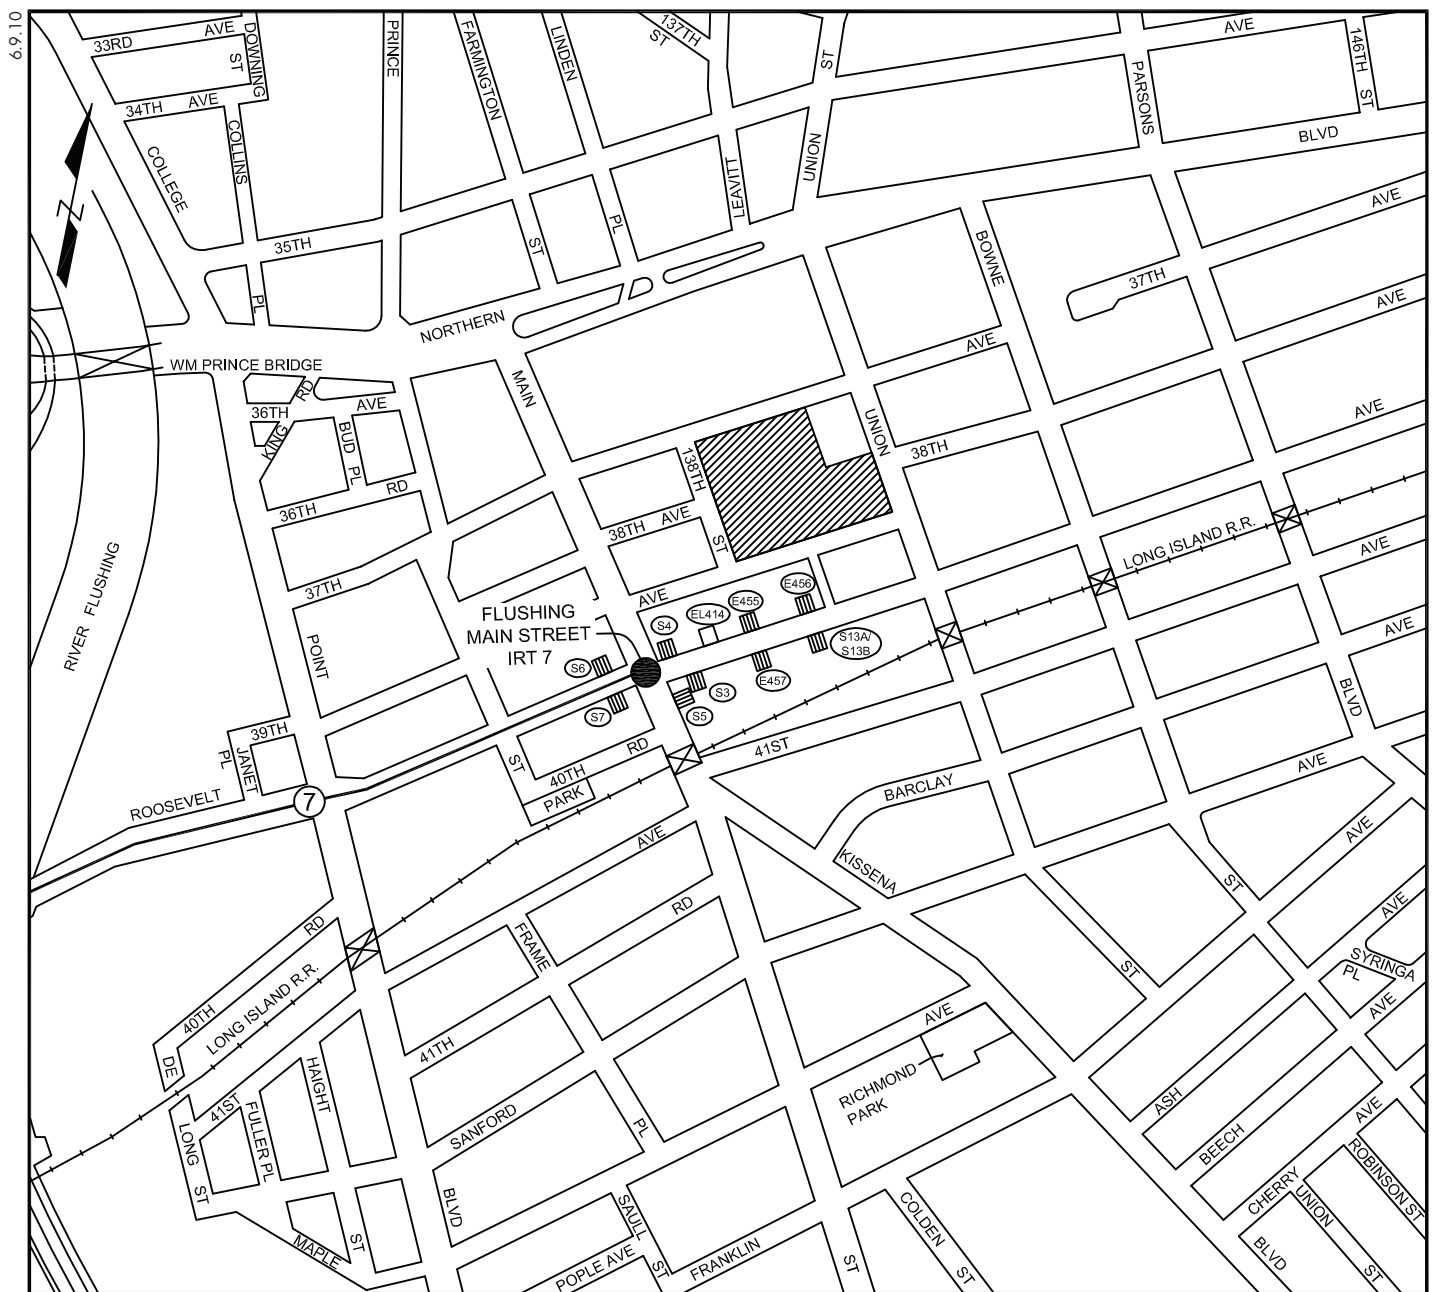 6.9.10
33RD
AVE
DOWNING
ST
PRINCE
FARMINGTON
LINDEN
137TH
ST
ST
AVE
146TH
ST
34TH
AVE
COLLINS
COLLEGE
PARSONS
BLVD
LEAVITT
UNION
35TH
PL
ST
PL
BOWNE
37TH
AVE
AVE
NORTHERN
WM PRINCE BRIDGE
36TH
RD
AVE
KING
BUD
PL
MAIN
AVE
UNION
38TH
AVE
36TH
RD
138TH
ST
38TH
AVE
LONG ISLAND R.R.
AVE
37TH
RIVER FLUSHING
POINT
AVE
FLUSHING
MAIN STREET
IRT 7
S4
EL414
E455
E456
S13A/
S13B
S6
S3
E457
S7
S5
AVE
BLVD
39TH
PL
JANET
ST
40TH
RD
PARK
41ST
AVE
ROOSEVELT
7
BARCLAY
KISSENA
AVE
AVE
ST
AVE
RD
RD
FRAME
ST
SYRINGA
PL
AVE
40TH
LONG ISLAND R.R.
DE
41ST
HAIGHT
FULLER PL
LONG
ST
41TH
SANFORD
PL
AVE
RICHMOND
PARK
ASH
BEECH
AVE
CHERRY
ROBINSON ST
UNION
ST
BLVD
MAPLE
ST
BLVD
SAULL
ST
POPLE AVE
FRANKLIN
ST
COLDEN
ST